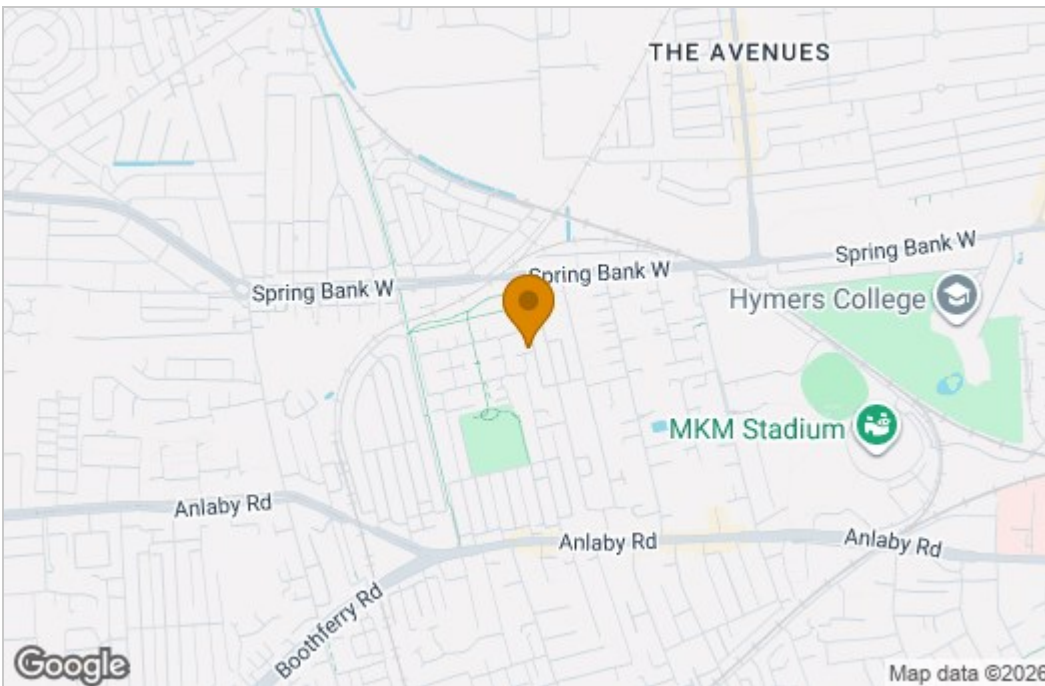 THE AVENUES
Spring Bank W
Spring Bank W
Spring Bank W
Hymers College
MKM Stadium
Anlaby Rd
Anlaby Rd
Anlaby Rd
Boothferry Rd
Google
Map data ©2026